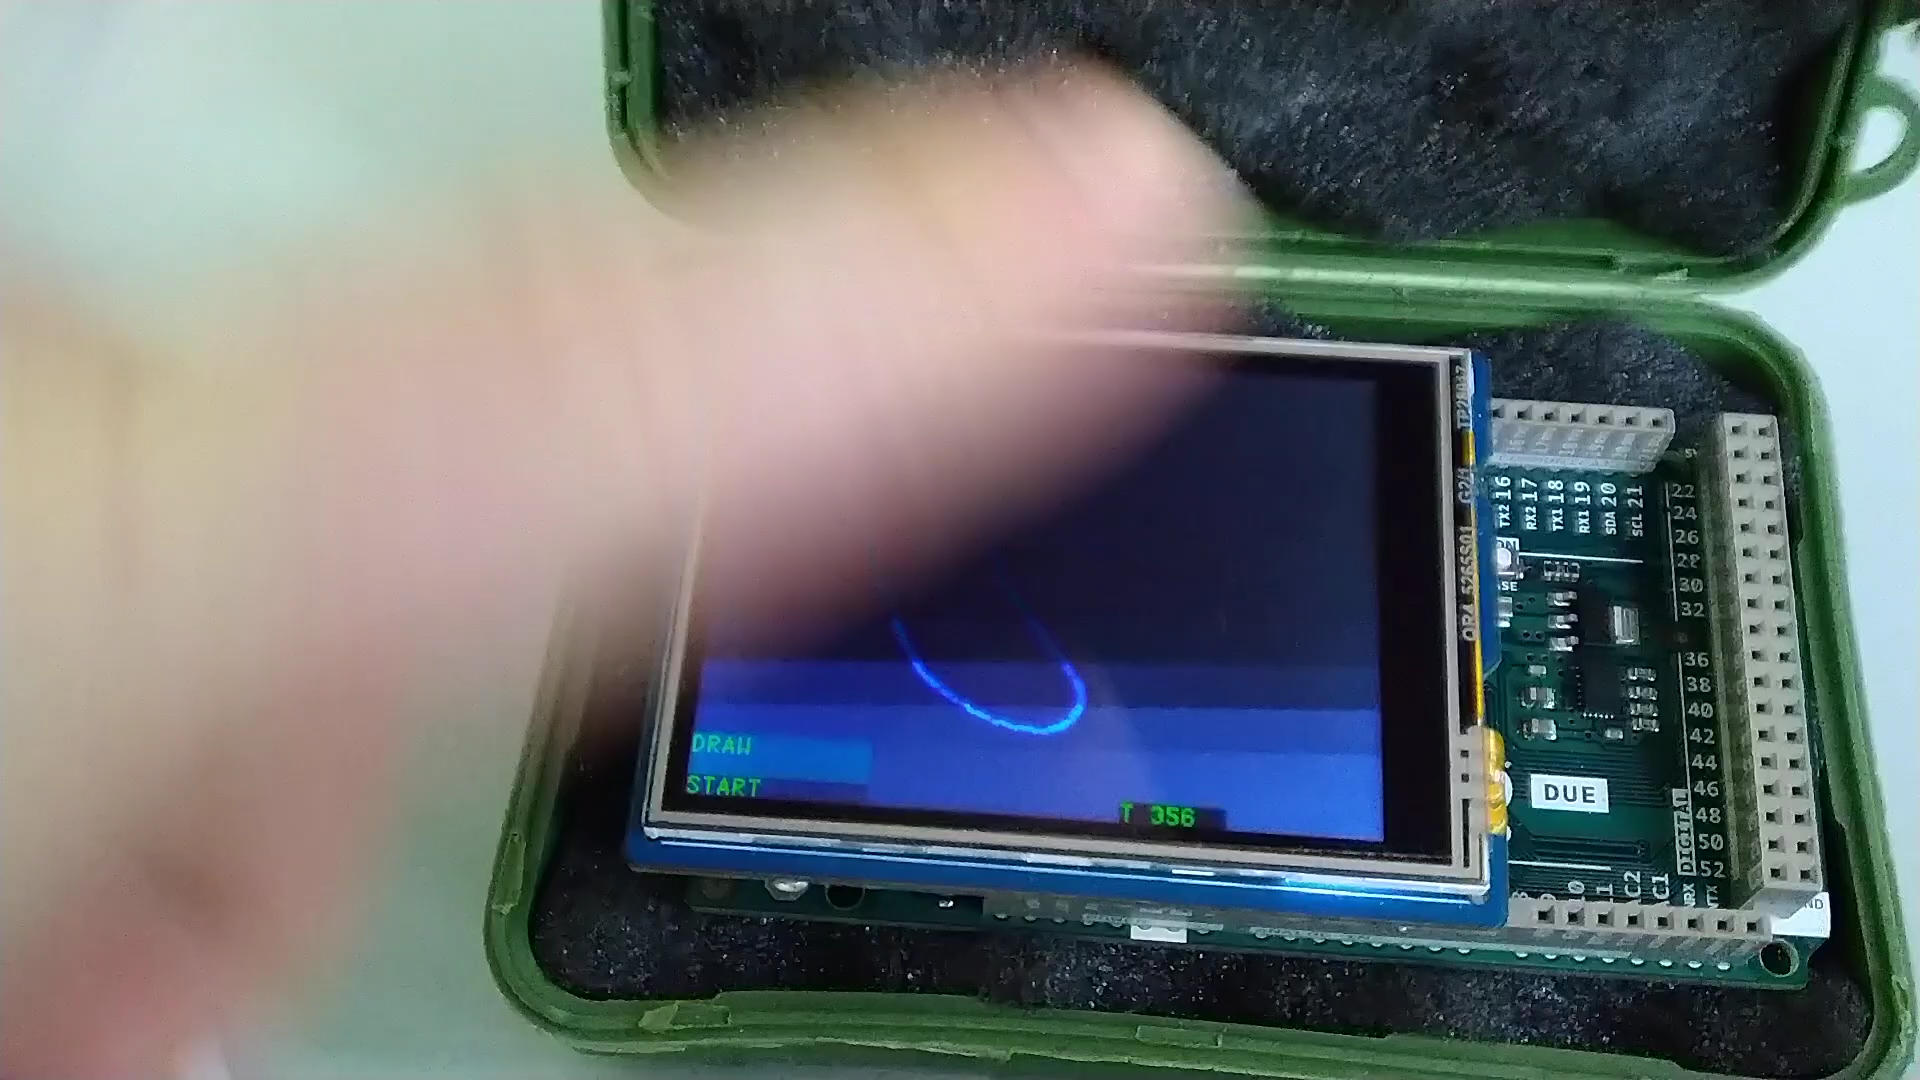 DRAW
START
T 356
DUE
TX2 16
RX2 17
TX1 18
RX1 19
SDA 20
SCL 21
22
24
26
28
30
32
36
38
40
42
44
46
48
50
52
DIGITAL